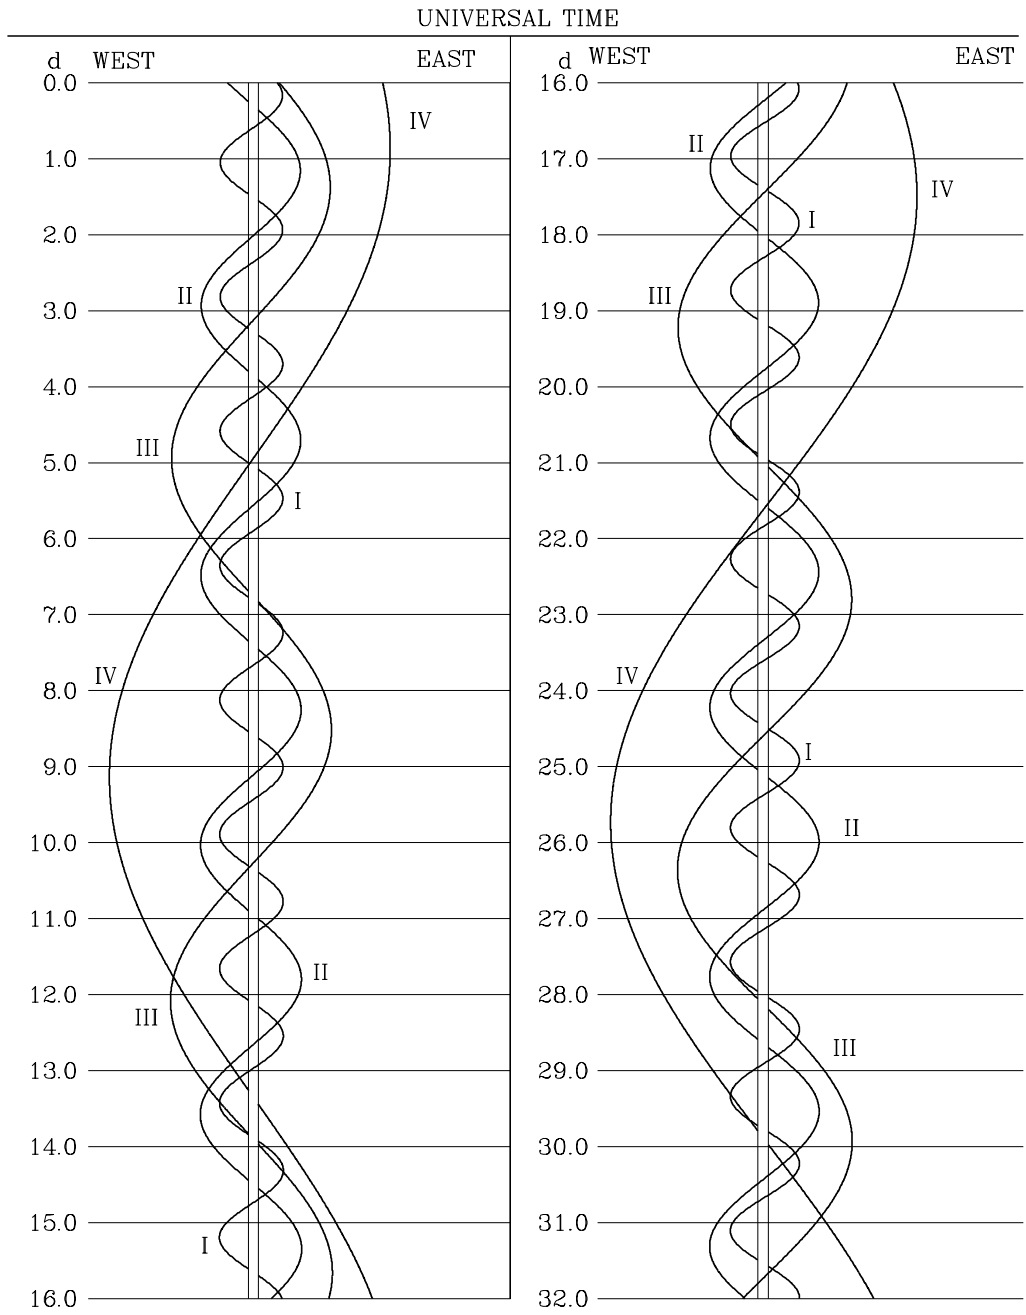 UNIVERSAL TIME
d WEST EAST
0.0
IV
1.0
2.0
II
3.0
4.0
III
5.0
I
6.0
7.0
IV
8.0
9.0
10.0
11.0
II
12.0
III
13.0
14.0
15.0
I
16.0
d WEST EAST
16.0
II
17.0
IV
I
18.0
III
19.0
20.0
21.0
22.0
23.0
IV
24.0
I
25.0
II
26.0
27.0
28.0
III
29.0
30.0
31.0
32.0